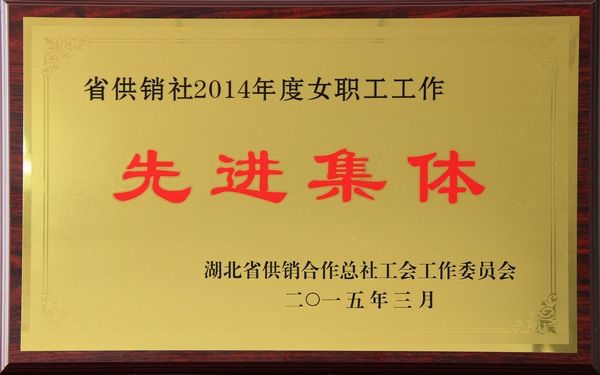 省供销社2014年度女职工工作
先进集体
湖北省供销合作总社工会工作委员会
二〇一五年三月